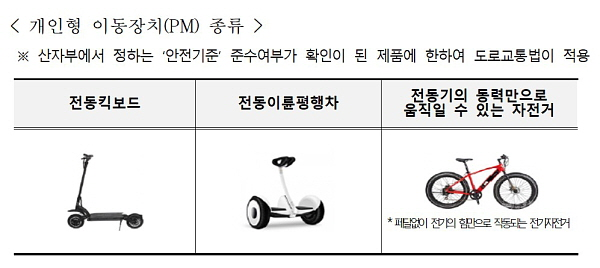 < 개인형 이동장치(PM) 종류 >
※ 산자부에서 정하는 '안전기준' 준수여부가 확인이 된 제품에 한하여 도로교통법이 적용
전동킥보드
전동이륜평행차
전동기의 동력만으로
움직일 수 있는 자전거
* 페달없이 전기의 힘만으로 작동되는 전기자전거